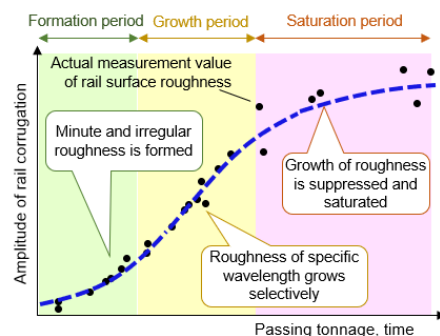 Formation period
Growth period
Saturation period
Actual measurement value
of rail surface roughness
Minute and irregular
roughness is formed
Growth of roughness
is suppressed and
saturated
Roughness of specific
wavelength grows
selectively
Amplitude of rail corrugation
Passing tonnage, time